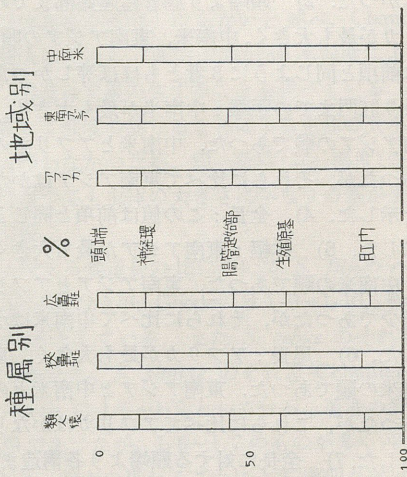 種属別
類人猿
狭鼻班
広鼻班
%
頭端
神経環
腸管起始部
生殖原基
肛門
地域別
アフリカ
東南アジア
中南米
0
50
100